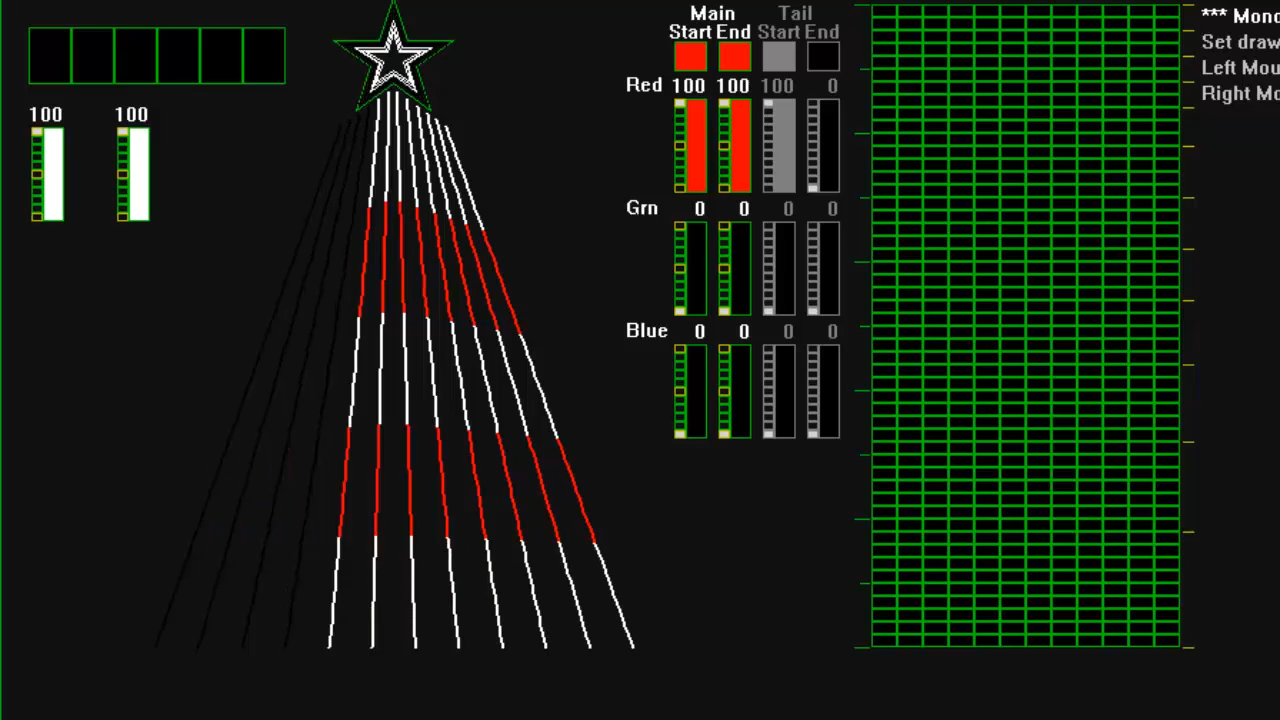 Main Tail
Start End Start End
Red 100 100 100 0
100 100
Grn 0 0 0 0
Blue 0 0 0 0
*** Mono
Set draw
Left Mou
Right Mo